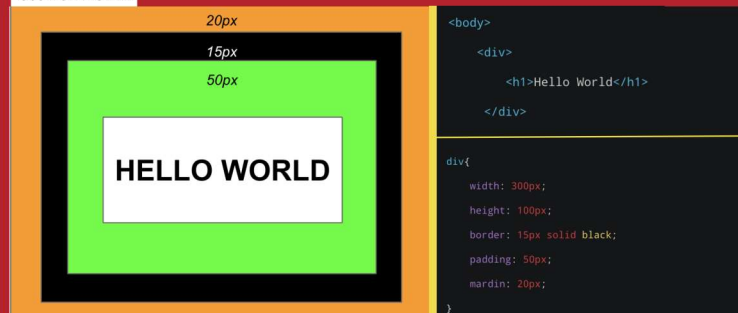 20px
15px
50px
HELLO WORLD
<body>
<div>
<h1>Hello World</h1>
</div>
div{
width: 300px;
height: 100px;
border: 15px solid black;
padding: 50px;
mardin: 20px;
}